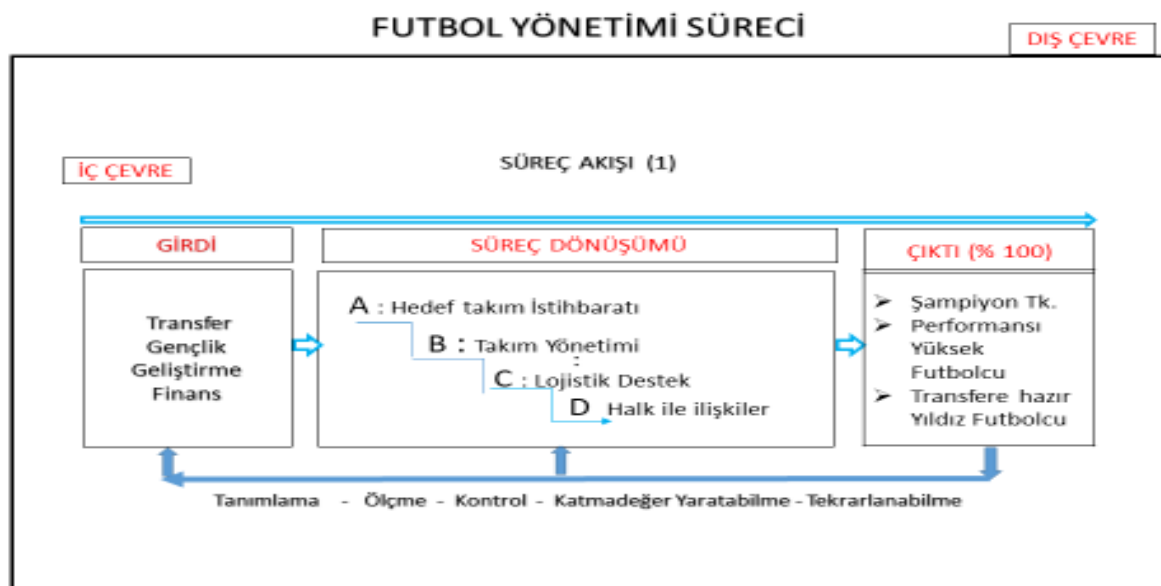 FUTBOL YÖNETİMİ SÜRECİ
DIŞ ÇEVRE
İÇ ÇEVRE
SÜREÇ AKIŞI (1)
GİRDİ
SÜREÇ DÖNÜŞÜMÜ
ÇIKTI (% 100)
Transfer
Gençlik
Geliştirme
Finans
A : Hedef takım İstihbaratı
B : Takım Yönetimi
:
C : Lojistik Destek
D Halk ile ilişkiler
➤ Şampiyon Tk.
➤ Performansı
Yüksek
Futbolcu
➤ Transfere hazır
Yıldız Futbolcu
Tanımlama - Ölçme - Kontrol - Katmadeğer Yaratabilme - Tekrarlanabilme